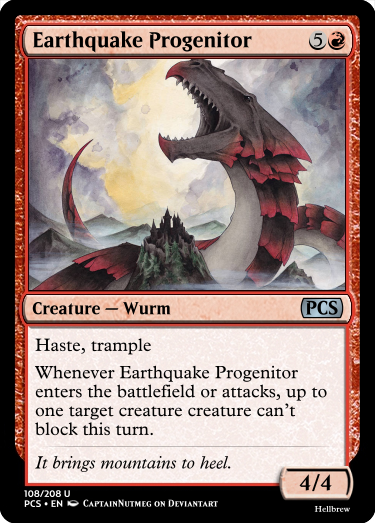 Earthquake Progenitor 5
Creature — Wurm PCS
Haste, trample
Whenever Earthquake Progenitor
enters the battlefield or attacks, up to
one target creature creature can't
block this turn.
It brings mountains to heel.
4/4
108/208 U
PCS • EN CaptainNutmeg on Deviantart
Hellbrew